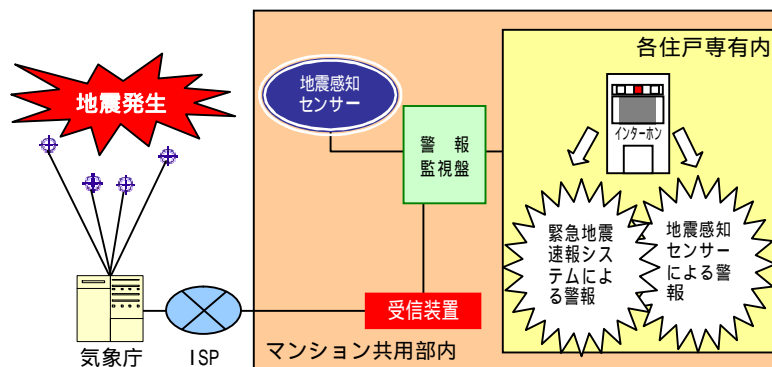 各住戸専有内
地震発生
地震感知
センサー
インターホン
警 報
監視盤
緊急地震
速報シス
テムによ
る警報
地震感知
センサー
による警
報
受信装置
気象庁
ISP
マンション共用部内